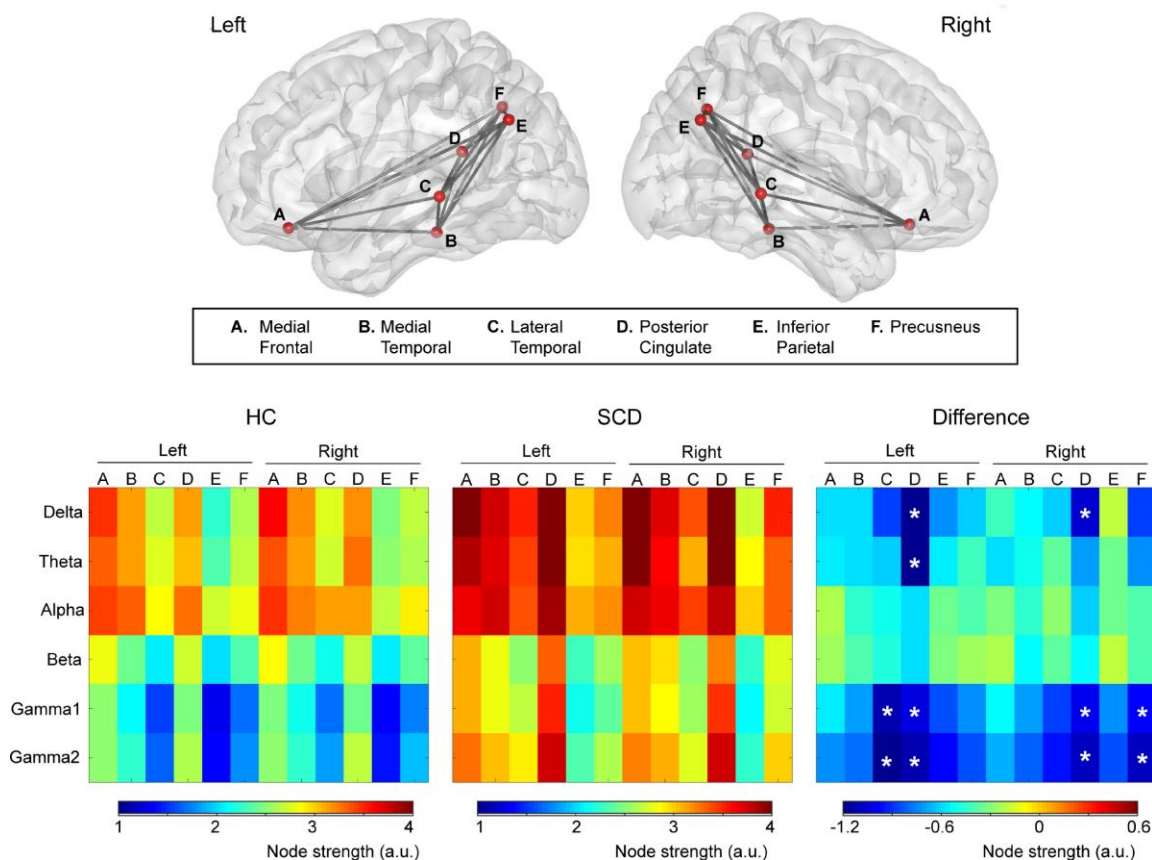 Left Right
F
E
D
C
A
B
F
E
D
C
A
B
A. Medial Frontal B. Medial Temporal C. Lateral Temporal D. Posterior Cingulate E. Inferior Parietal F. Precusneus
HC SCD Difference
Left Right Left Right Left Right
A B C D E F A B C D E F A B C D E F A B C D E F A B C D E F A B C D E F
Delta * *
Theta *
Alpha
Beta
Gamma1 * * * *
Gamma2 * * * *
1 2 3 4 1 2 3 4 -1.2 -0.6 0 0.6
Node strength (a.u.) Node strength (a.u.) Node strength (a.u.)